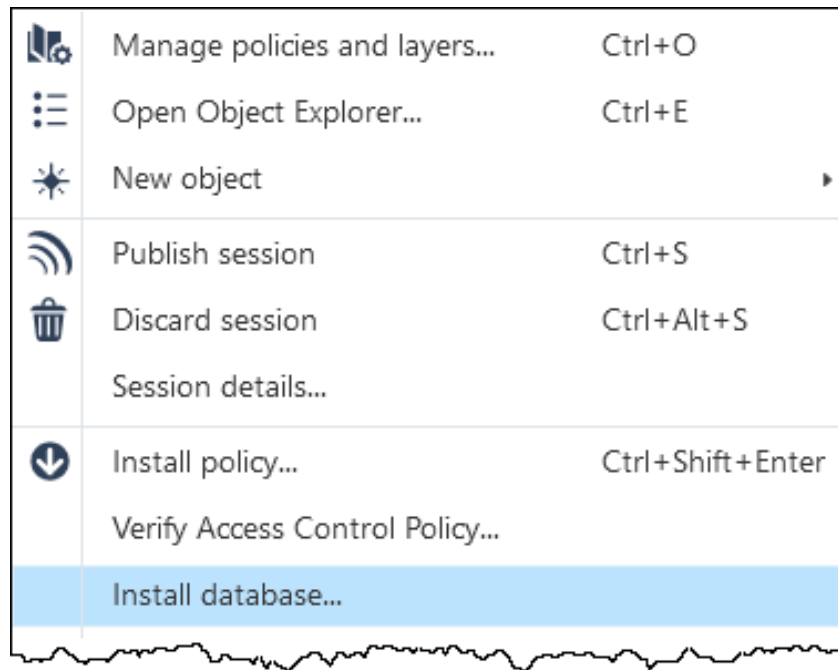 Manage policies and layers... Ctrl+O
Open Object Explorer... Ctrl+E
New object
Publish session Ctrl+S
Discard session Ctrl+Alt+S
Session details...
Install policy... Ctrl+Shift+Enter
Verify Access Control Policy...
Install database...